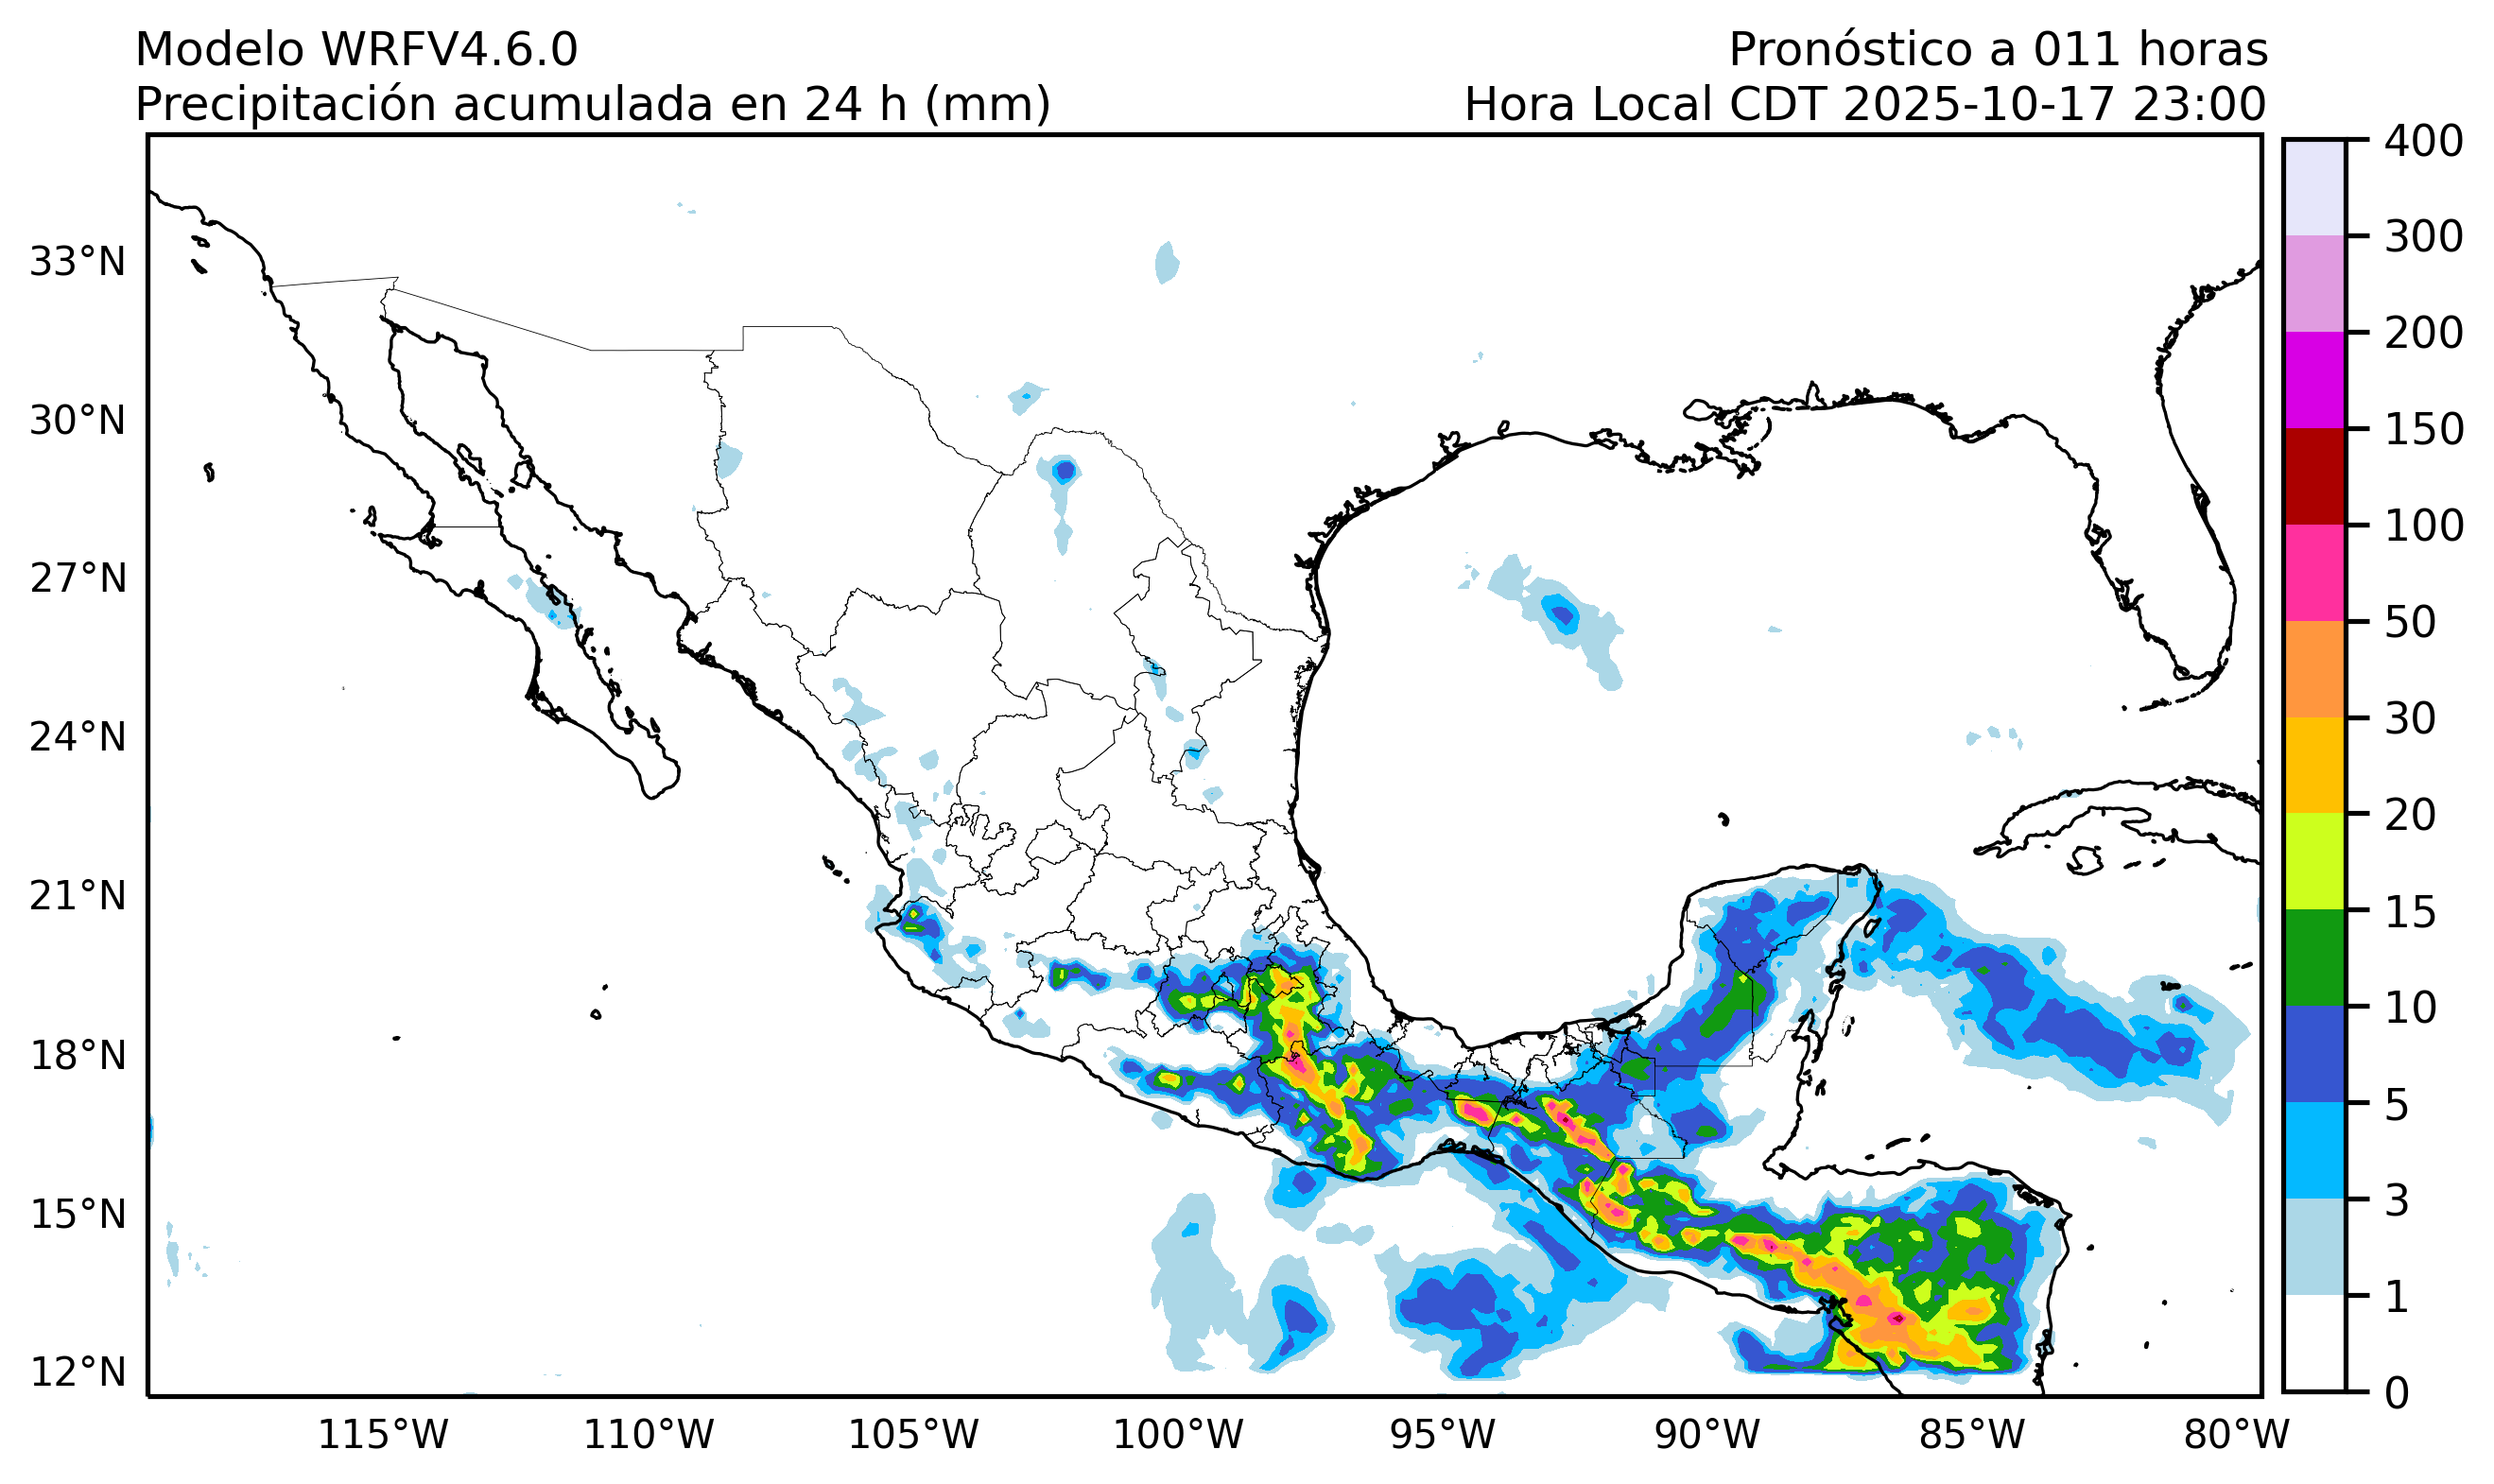 Modelo WRFV4.6.0
Pronóstico a 011 horas
Precipitación acumulada en 24 h (mm)
Hora Local CDT 2025-10-17 23:00
33°N
30°N
27°N
24°N
21°N
18°N
15°N
12°N
115°W
110°W
105°W
100°W
95°W
90°W
85°W
80°W
400
300
200
150
100
50
30
20
15
10
5
3
1
0